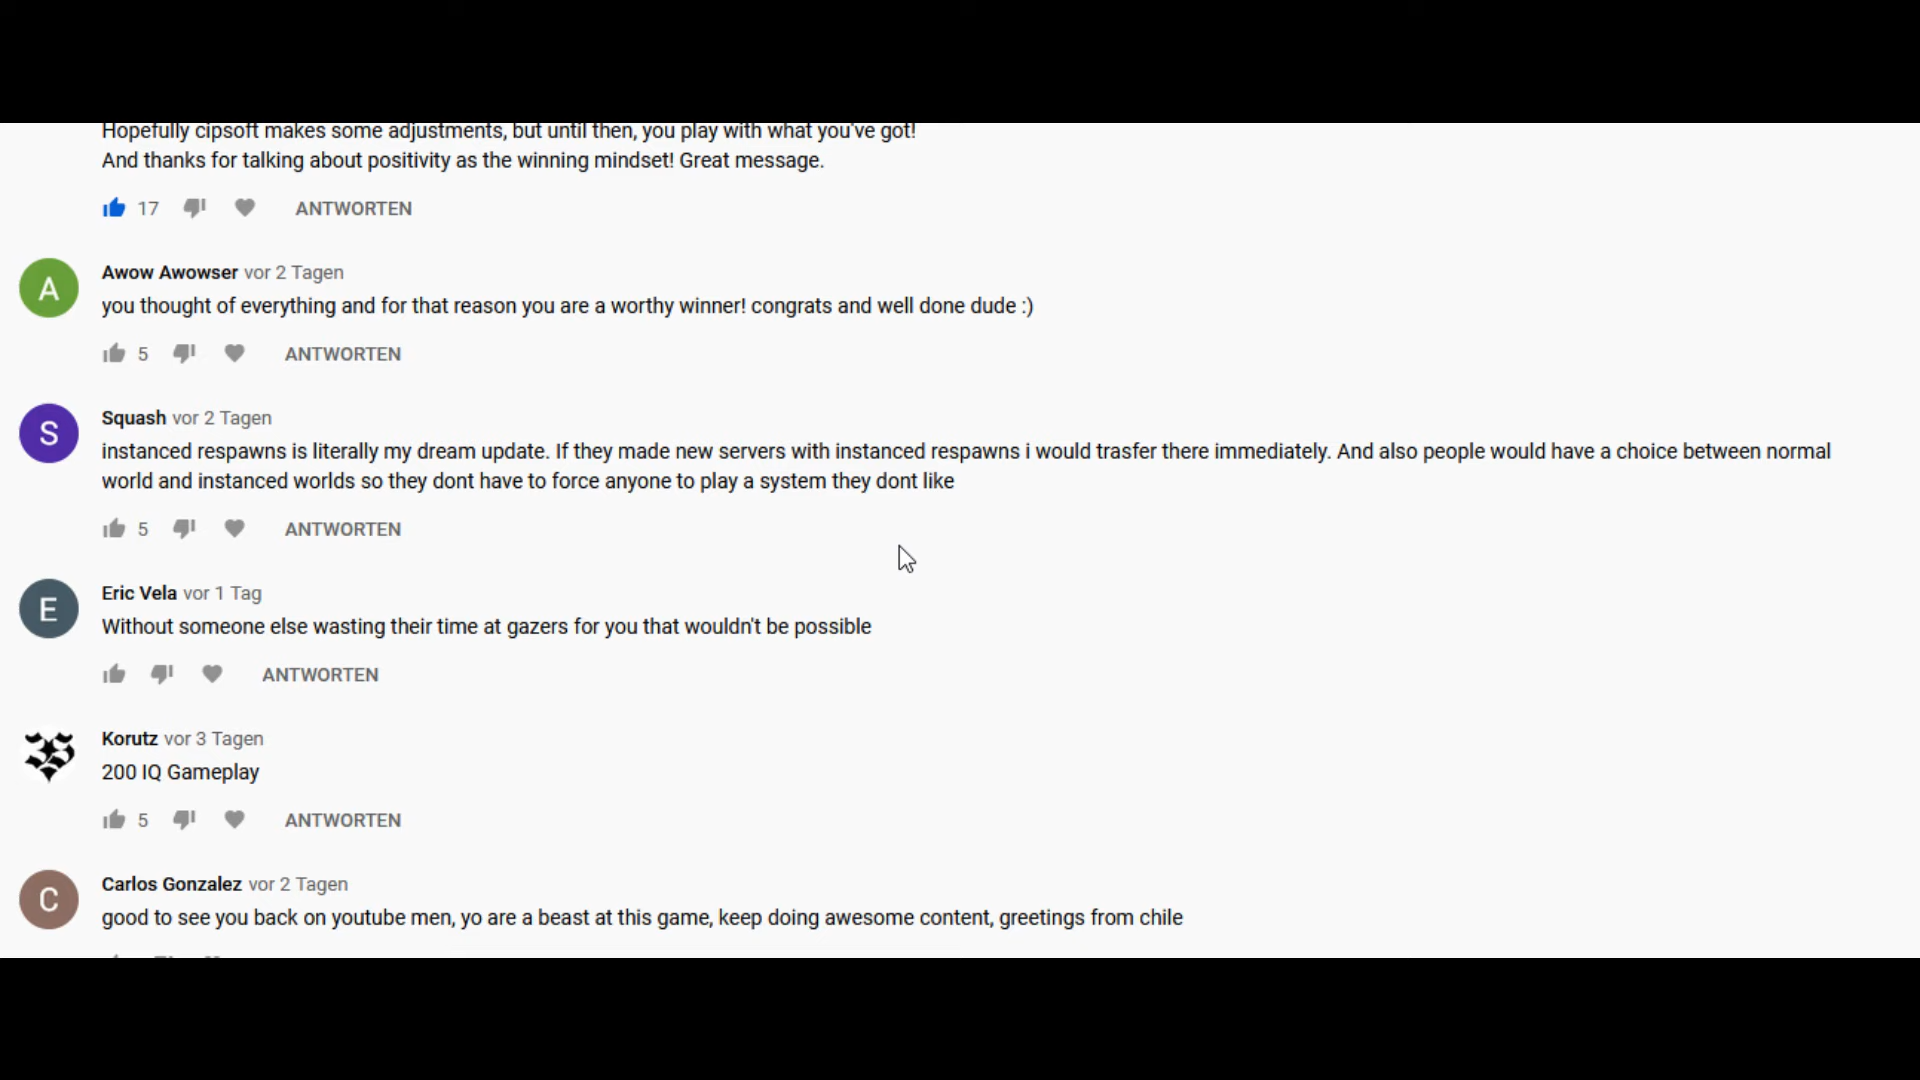 Hopefully cipsoft makes some adjustments, but until then, you play with what you've got!
And thanks for talking about positivity as the winning mindset! Great message.
17 ANTWORTEN
A
Awow Awowser vor 2 Tagen
you thought of everything and for that reason you are a worthy winner! congrats and well done dude :)
5 ANTWORTEN
S
Squash vor 2 Tagen
instanced respawns is literally my dream update. If they made new servers with instanced respawns i would trasfer there immediately. And also people would have a choice between normal
world and instanced worlds so they dont have to force anyone to play a system they dont like
5 ANTWORTEN
E
Eric Vela vor 1 Tag
Without someone else wasting their time at gazers for you that wouldn't be possible
ANTWORTEN
Korutz vor 3 Tagen
200 IQ Gameplay
5 ANTWORTEN
C
Carlos Gonzalez vor 2 Tagen
good to see you back on youtube men, yo are a beast at this game, keep doing awesome content, greetings from chile